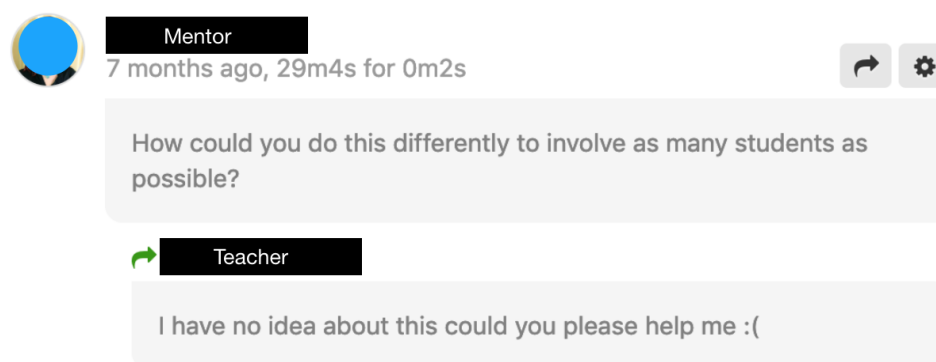 Mentor
7 months ago, 29m4s for 0m2s
How could you do this differently to involve as many students as
possible?
Teacher
I have no idea about this could you please help me :(